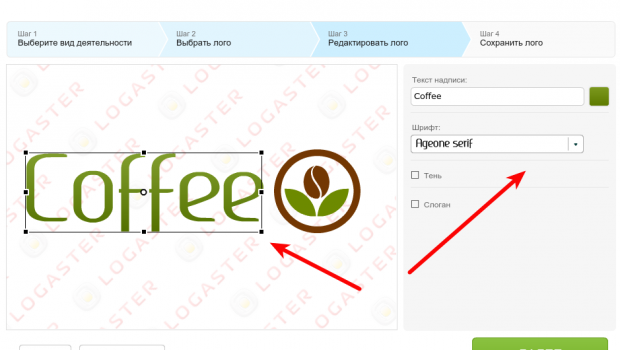 Шаг 1
Выберите вид деятельности
Шаг 2
Выбрать лого
Шаг 3
Редактировать лого
Шаг 4
Сохранить лого
Текст надписи:
Coffee
Шрифт:
Ageone serif
Тень
Слоган
Coffee
LOGASTER
LOGASTER
LOGASTER
LOGASTER
LOGASTER
LOGASTER